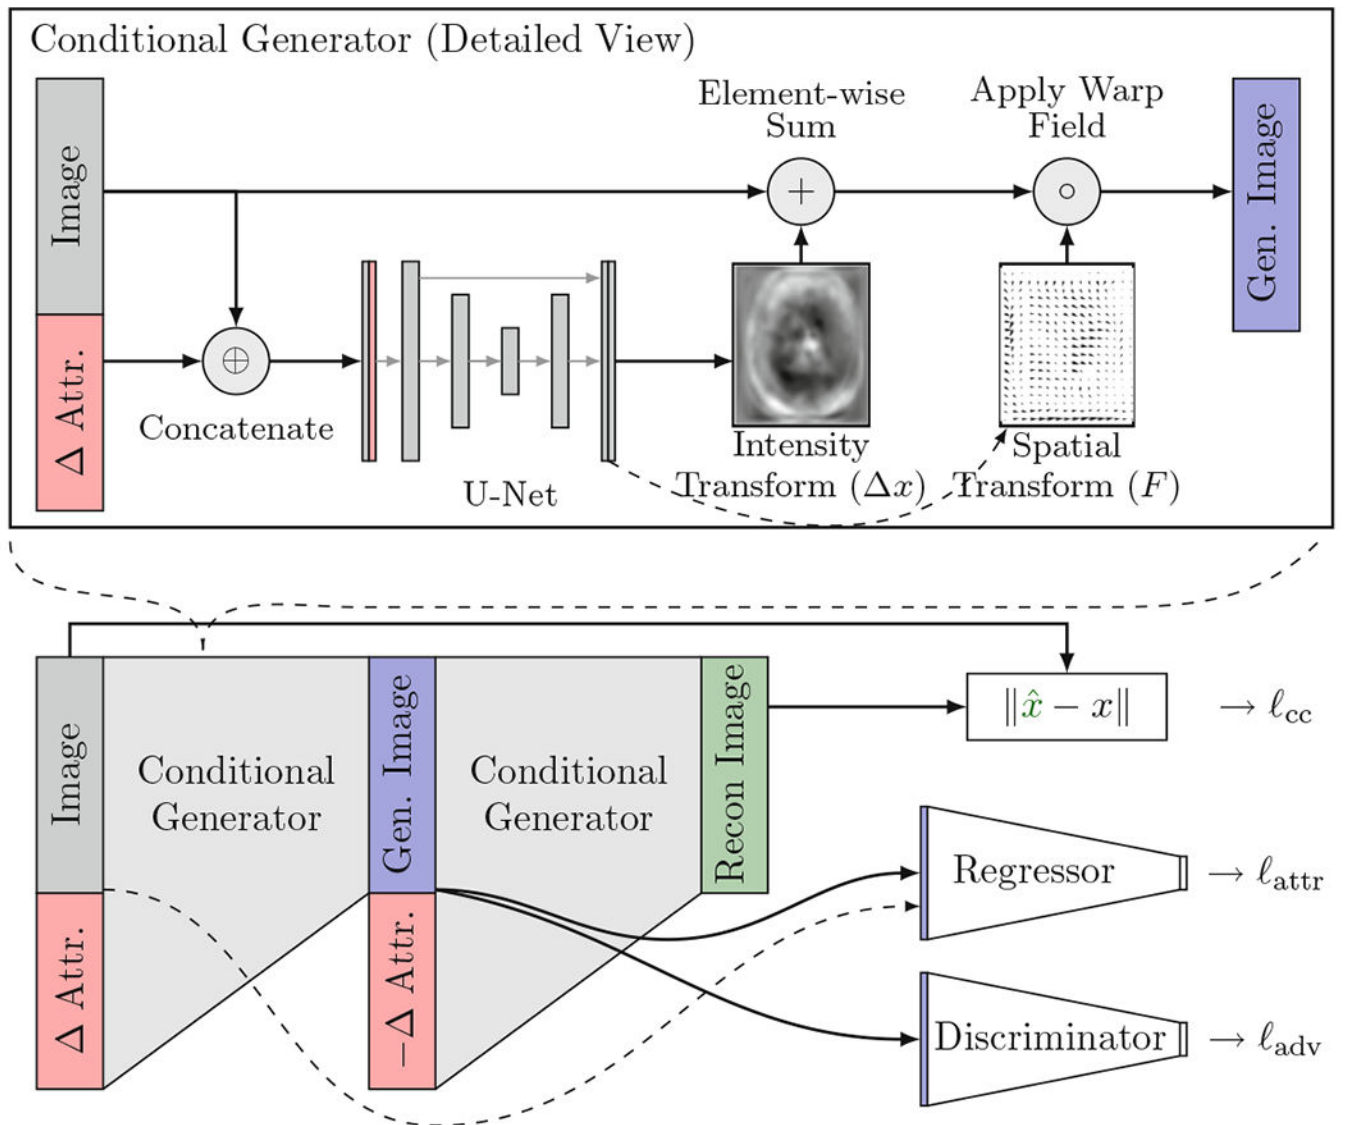 Conditional Generator (Detailed View)
Image
Δ Attr.
Concatenate
U-Net
Element-wise
Sum
+
Intensity
Transform (Δx)
Apply Warp
Field
∘
Spatial
Transform (F)
Gen. Image
Image
Δ Attr.
Conditional
Generator
Gen. Image
−Δ Attr.
Conditional
Generator
Recon Image
‖x̂ − x‖
→ ℓcc
Regressor
→ ℓattr
Discriminator
→ ℓadv